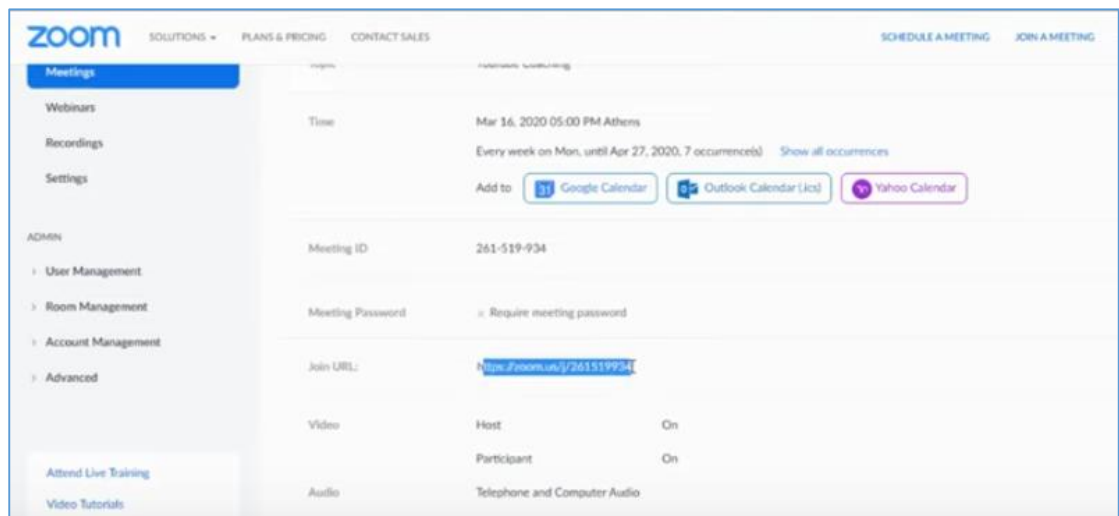 zoom SOLUTIONS PLANS & PRICING CONTACT SALES SCHEDULE A MEETING JOIN A MEETING
Meetings
Webinars
Recordings
Settings
ADMIN
User Management
Room Management
Account Management
Advanced
Attend Live Training
Video Tutorials
Topic Youtube Coaching
Time Mar 16, 2020 05:00 PM Athens
Every week on Mon, until Apr 27, 2020, 7 occurrence(s) Show all occurrences
Add to 31 Google Calendar Outlook Calendar (.ics) Yahoo Calendar
Meeting ID 261-519-934
Meeting Password × Require meeting password
Join URL: https://zoom.us/j/261519934
Video Host On
Participant On
Audio Telephone and Computer Audio